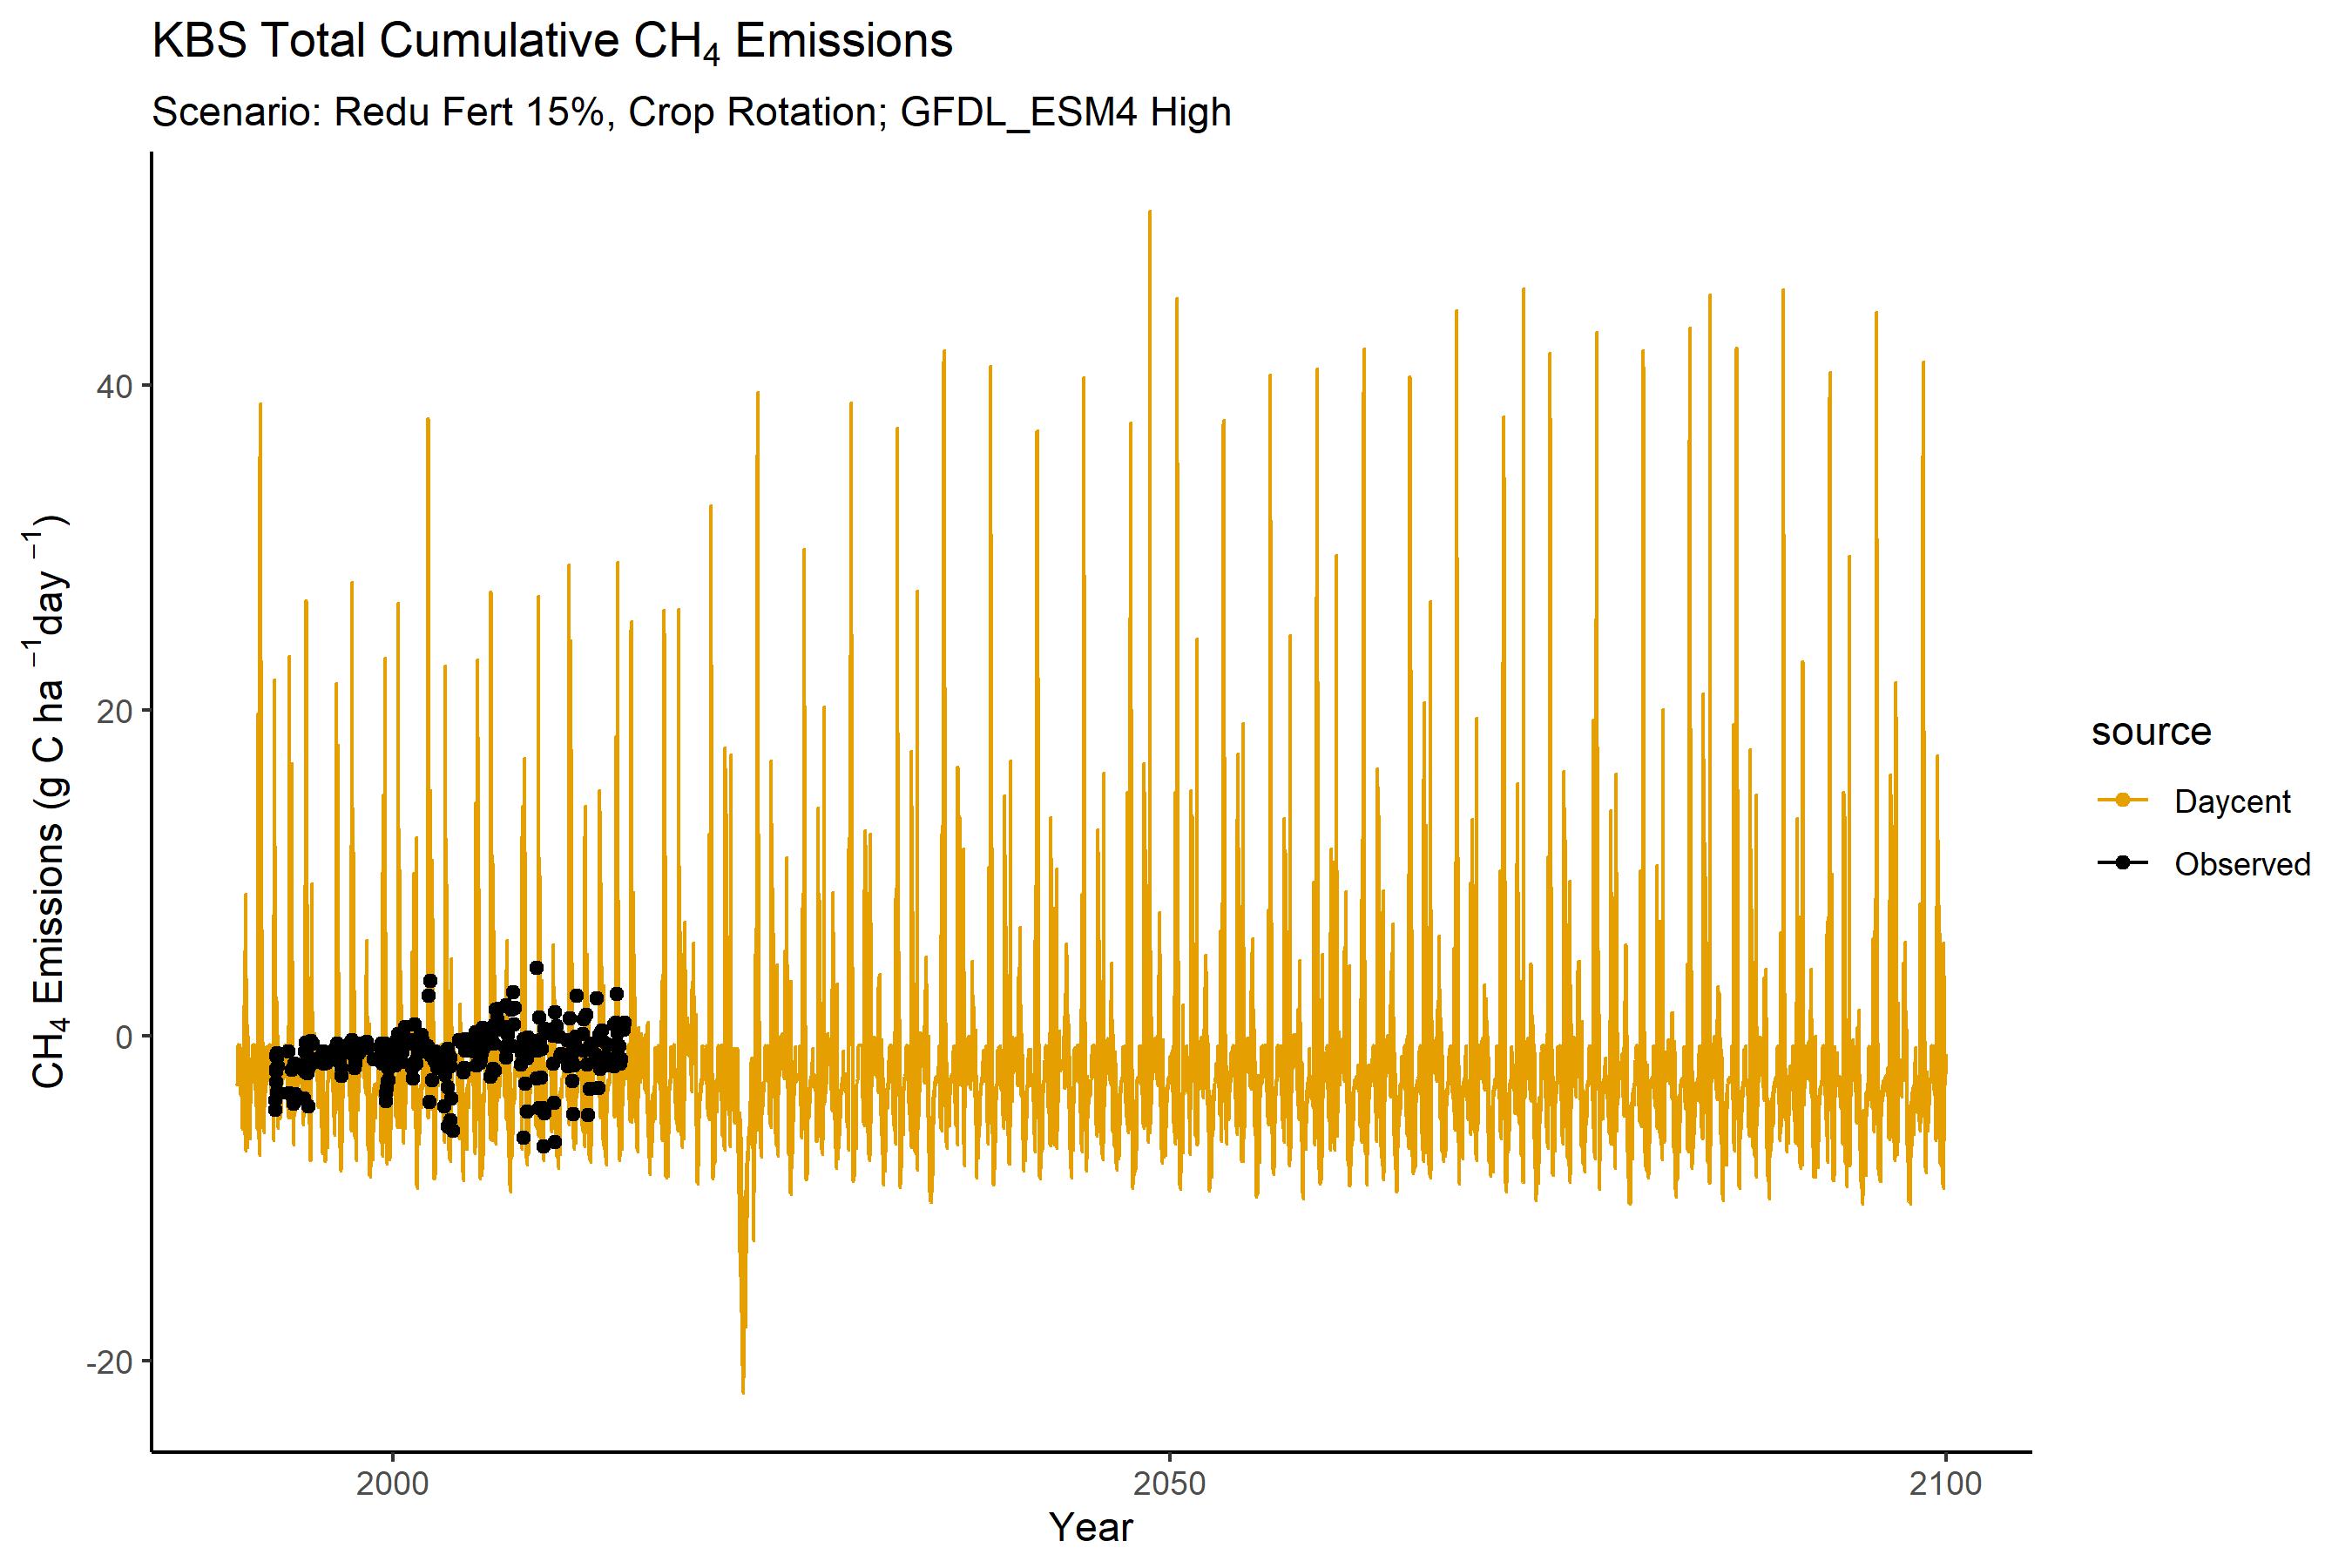 KBS Total Cumulative CH₄ Emissions
Scenario: Redu Fert 15%, Crop Rotation; GFDL_ESM4 High
CH₄ Emissions (g C ha ⁻¹day ⁻¹)
40
20
0
-20
2000
2050
2100
Year
source
Daycent
Observed